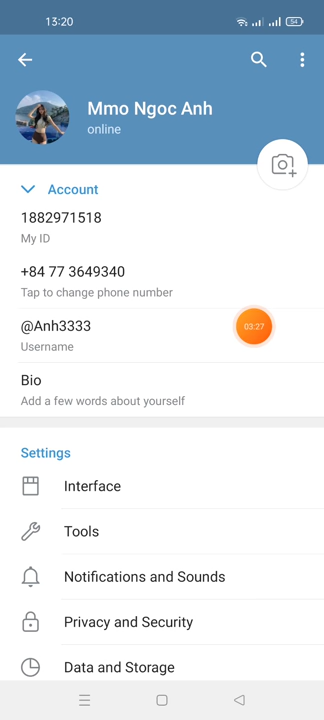 13:20
54
Mmo Ngoc Anh
online
Account
1882971518
My ID
+84 77 3649340
Tap to change phone number
@Anh3333
Username
03:27
Bio
Add a few words about yourself
Settings
Interface
Tools
Notifications and Sounds
Privacy and Security
Data and Storage